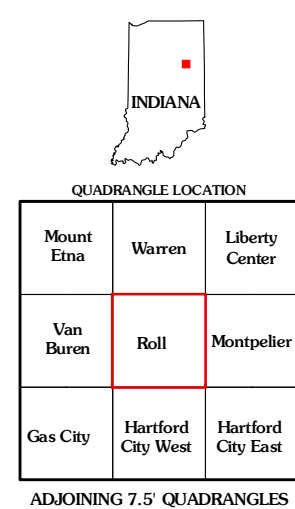 INDIANA
QUADRANGLE LOCATION
Mount
Etna
Warren
Liberty
Center
Van
Buren
Roll
Montpelier
Gas City
Hartford
City West
Hartford
City East
ADJOINING 7.5' QUADRANGLES